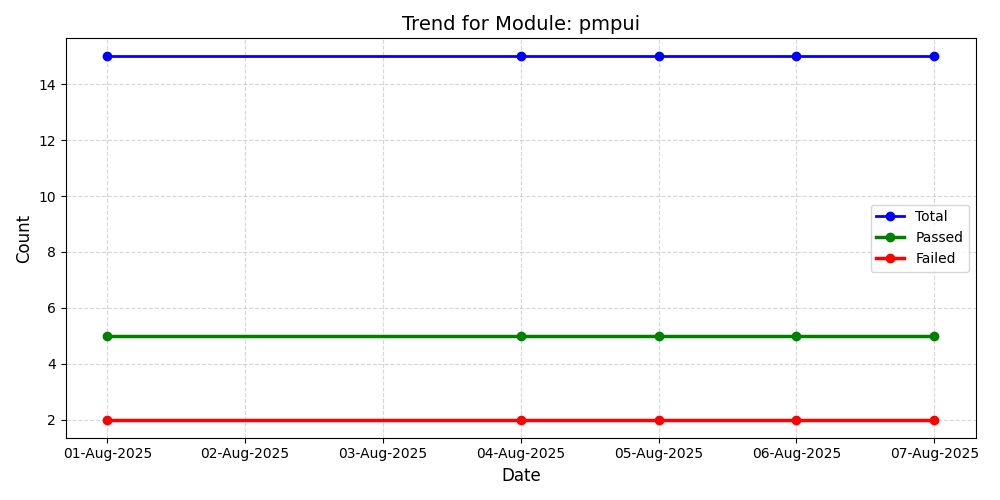 Trend for Module: pmpui
Count
14
12
10
8
6
4
2
Total
Passed
Failed
01-Aug-2025 02-Aug-2025 03-Aug-2025 04-Aug-2025 05-Aug-2025 06-Aug-2025 07-Aug-2025
Date